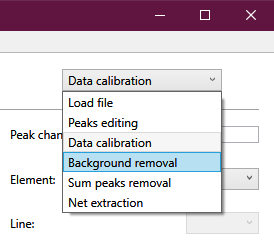 Data calibration
Load file
Peaks editing
Peak chan
Data calibration
Background removal
Element:
Sum peaks removal
Net extraction
Line: